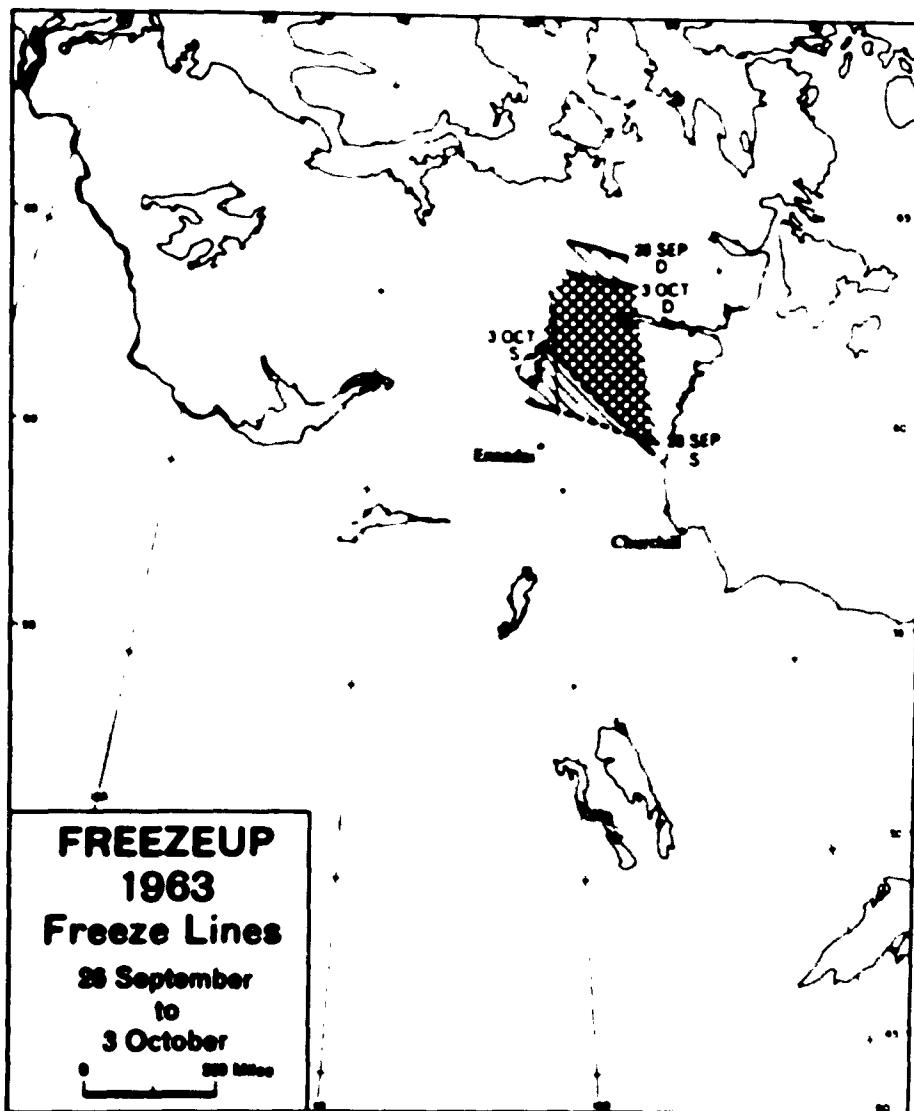 28 SEP
D
3 OCT
D
3 OCT
S
28 SEP
S
Ennadai
Churchill
FREEZEUP
1963
Freeze Lines
28 September
to
3 October
0